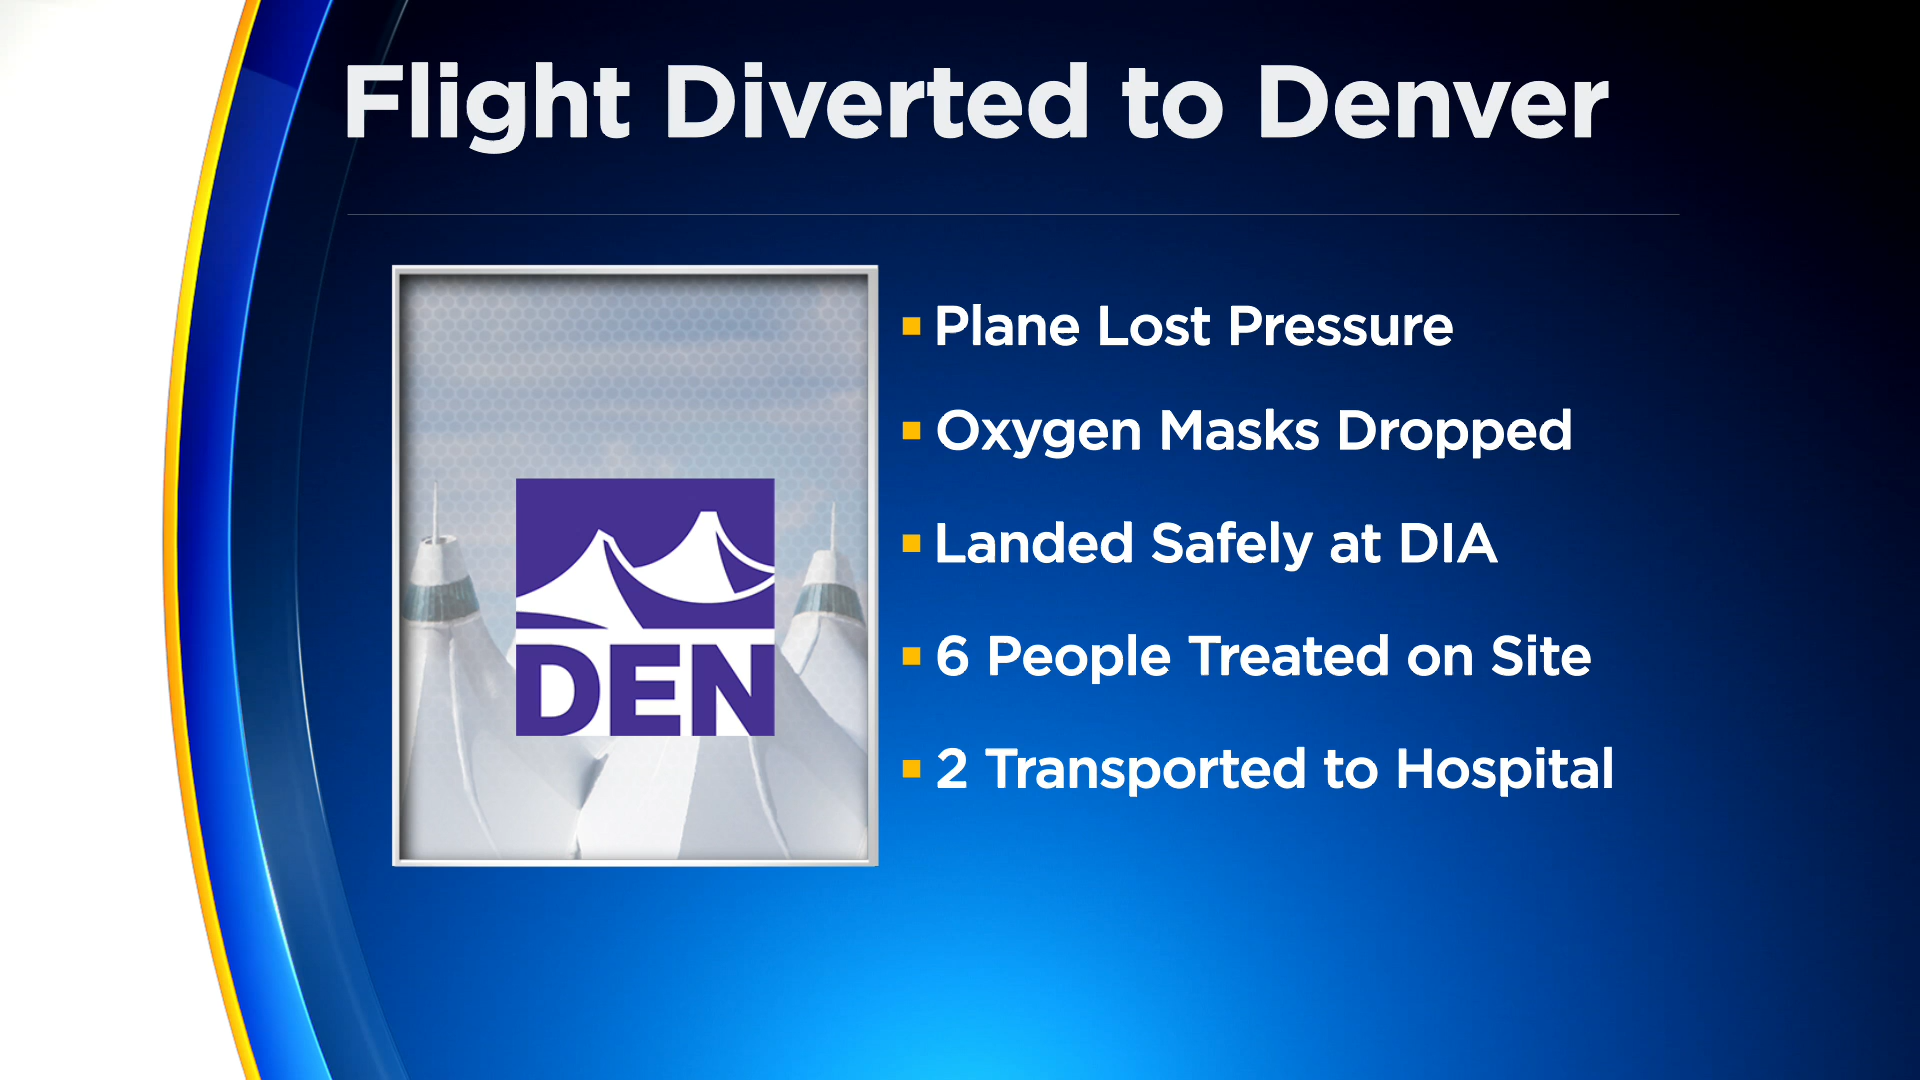 Flight Diverted to Denver
Plane Lost Pressure
Oxygen Masks Dropped
Landed Safely at DIA
6 People Treated on Site
2 Transported to Hospital
DEN